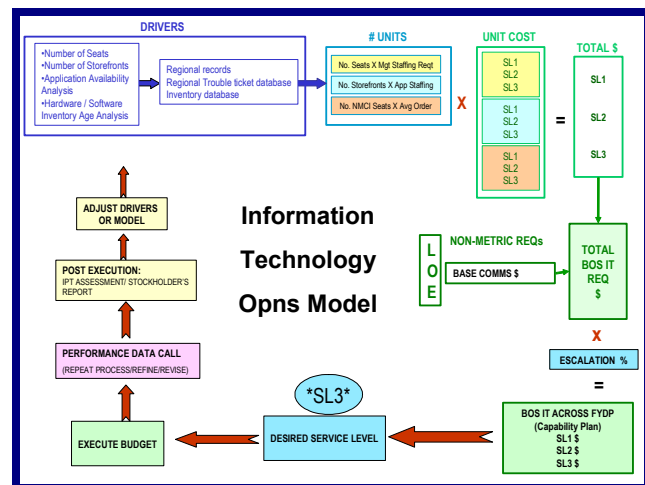 DRIVERS
•Number of Seats
•Number of Storefronts
•Application Availability
Analysis
•Hardware / Software
Inventory Age Analysis
Regional records
Regional Trouble ticket database
Inventory database
# UNITS
No. Seats X Mgt Staffing Reqt
No. Storefronts X App Staffing
No. NMCI Seats X Avg Order
X
UNIT COST
SL1
SL2
SL3
SL1
SL2
SL3
SL1
SL2
SL3
=
TOTAL $
SL1
SL2
SL3
Information
Technology
Opns Model
L
O
E
NON-METRIC REQs
BASE COMMS $
TOTAL
BOS IT
REQ
$
X
ESCALATION %
=
BOS IT ACROSS FYDP
(Capability Plan)
SL1 $
SL2 $
SL3 $
*SL3*
DESIRED SERVICE LEVEL
EXECUTE BUDGET
PERFORMANCE DATA CALL
(REPEAT PROCESS/REFINE/REVISE)
POST EXECUTION:
IPT ASSESSMENT/ STOCKHOLDER'S
REPORT
ADJUST DRIVERS
OR MODEL